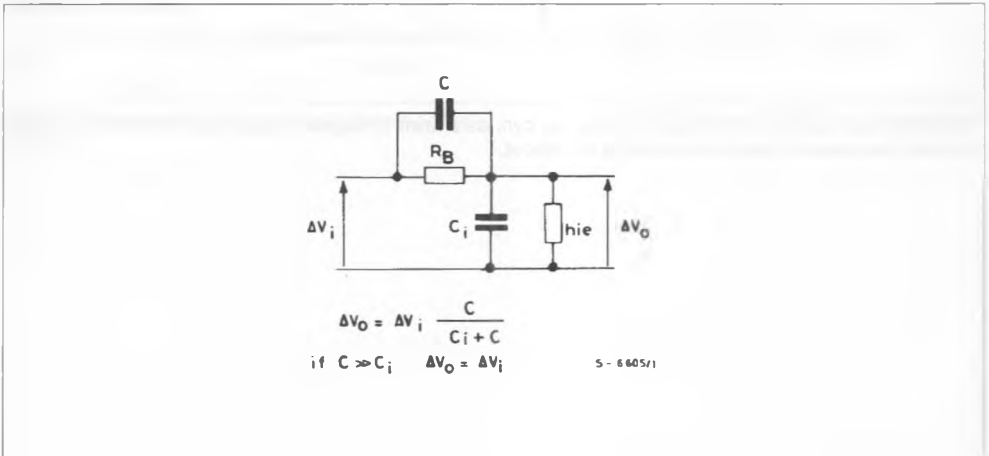 C
R_B
ΔV_i
C_i
hie
ΔV_o
ΔV_o = ΔV_i C / C_i + C
if C ≫ C_i ΔV_o = ΔV_i
S - 6605/1